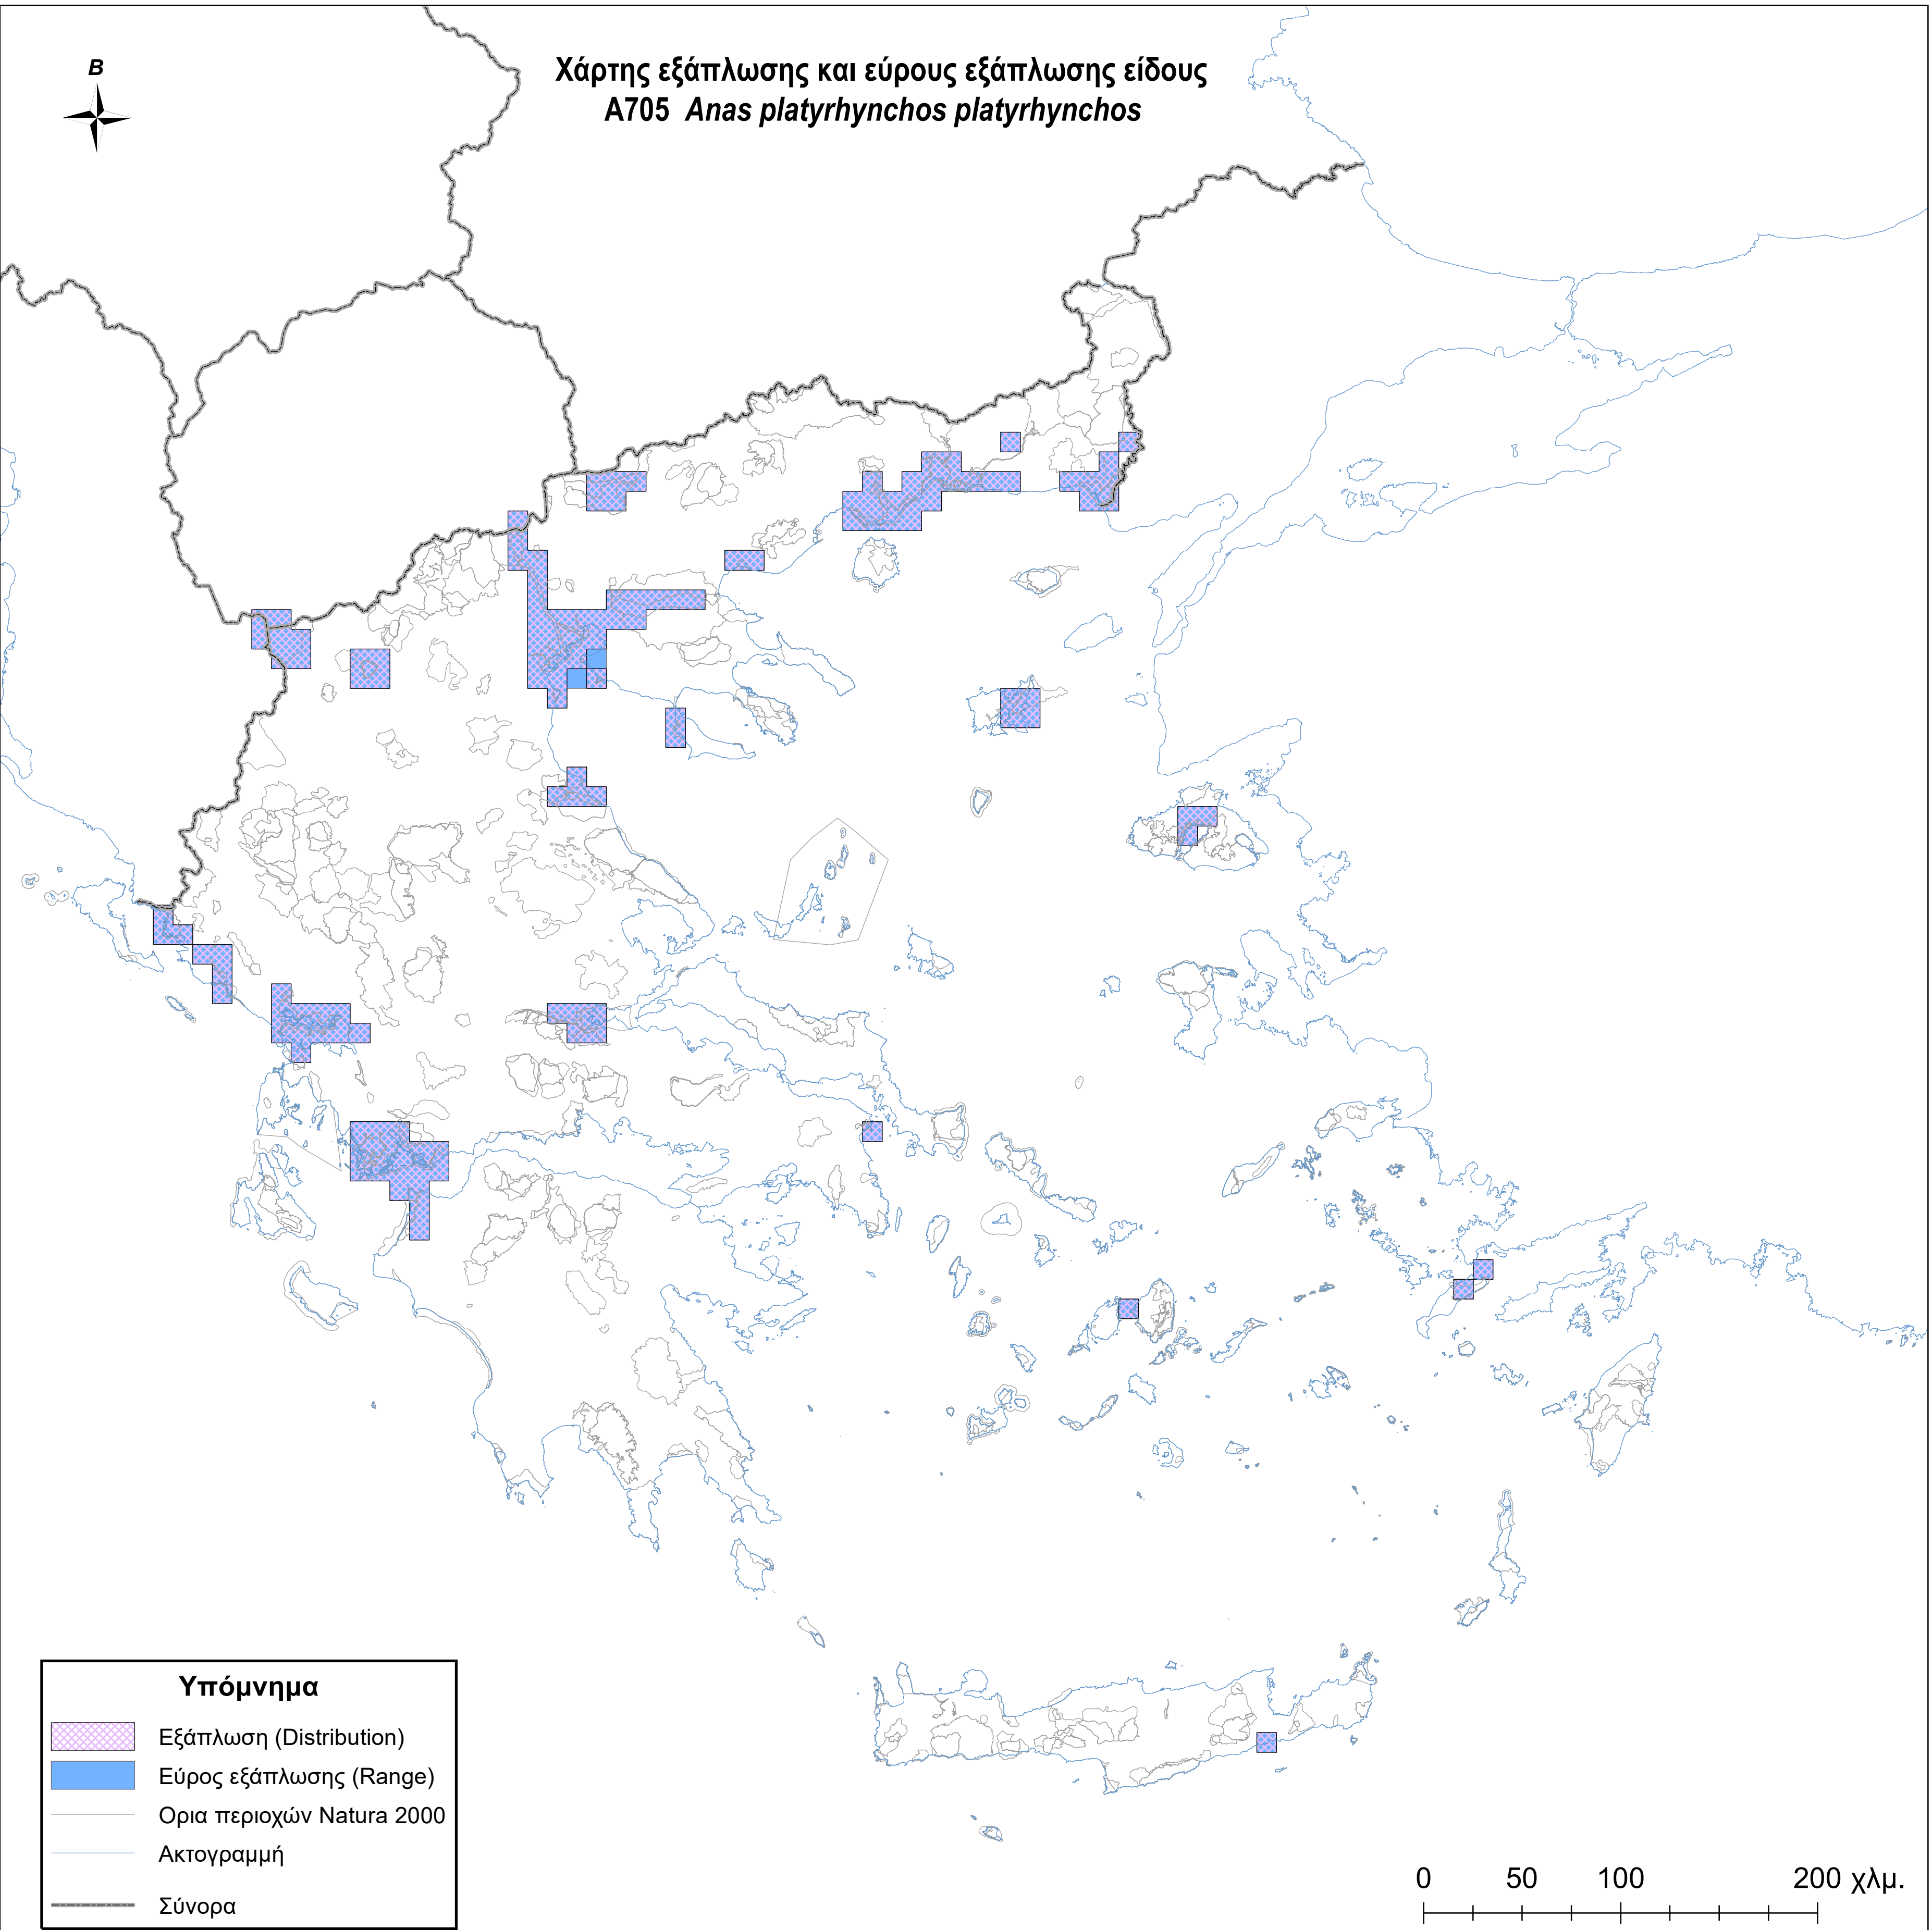 Β
Χάρτης εξάπλωσης και εύρους εξάπλωσης είδους
A705 Anas platyrhynchos platyrhynchos
Υπόμνημα
Εξάπλωση (Distribution)
Εύρος εξάπλωσης (Range)
Ορια περιοχών Natura 2000
Ακτογραμμή
Σύνορα
0 50 100 200 χλμ.